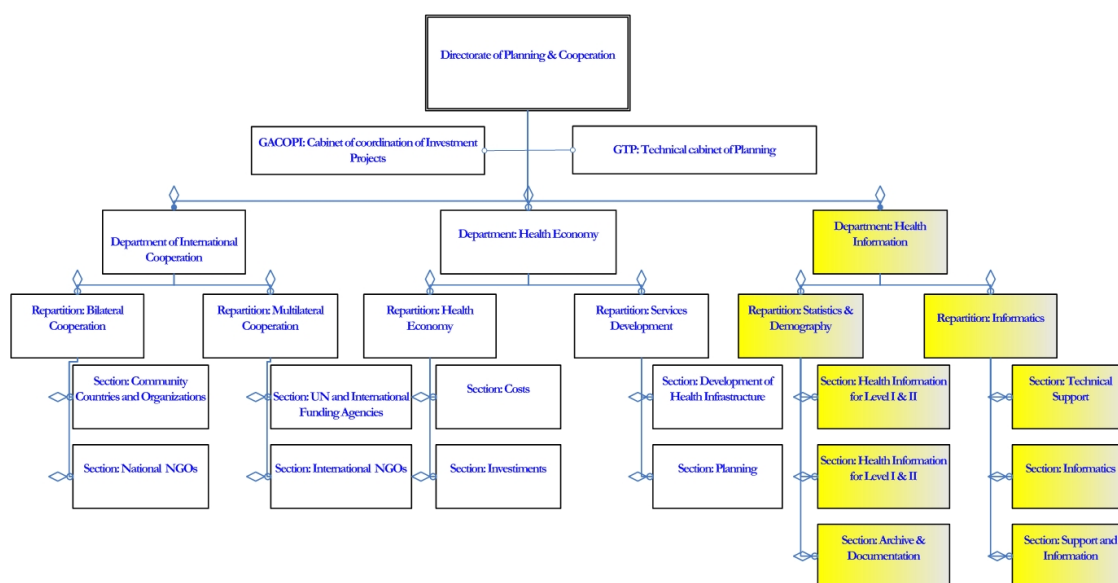 Directorate of Planning & Cooperation
GACOPI: Cabinet of coordination of Investment
Projects
GTP: Technical cabinet of Planning
Department of International
Cooperation
Department: Health Economy
Department: Health
Information
Repartition: Bilateral
Cooperation
Repartition: Multilateral
Cooperation
Repartition: Health
Economy
Repartition: Services
Development
Repartition: Statistics &
Demography
Repartition: Informatics
Section: Community
Countries and Organizations
Section: UN and International
Funding Agencies
Section: Costs
Section: Development of
Health Infrastructure
Section: Health Information
for Level I & II
Section: Technical
Support
Section: National NGOs
Section: International NGOs
Section: Investiments
Section: Planning
Section: Health Information
for Level I & II
Section: Informatics
Section: Archive &
Documentation
Section: Support and
Information